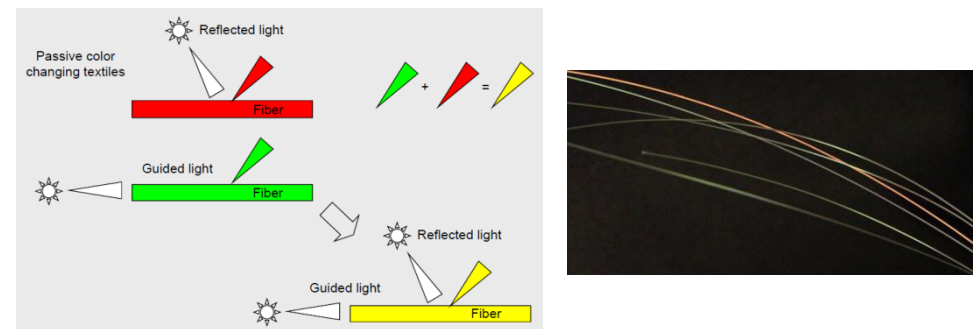 Reflected light
Passive color
changing textiles
+ =
Fiber
Guided light
Fiber
Reflected light
Guided light
Fiber